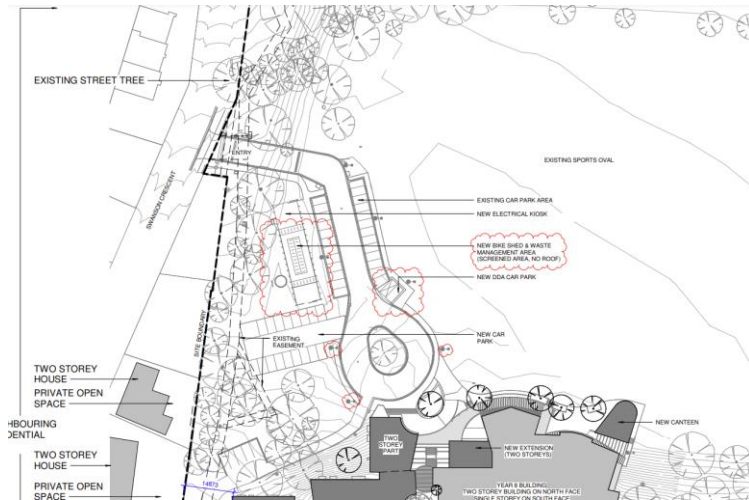 EXISTING STREET TREE
ENTRY
SWANSON CRESCENT
EXISTING SPORTS OVAL
EXISTING CAR PARK AREA
NEW ELECTRICAL KIOSK
NEW BIKE SHED & WASTE
MANAGEMENT AREA
(SCREENED AREA, NO ROOF)
NEW DDA CAR PARK
SITE BOUNDARY
EXISTING
EASEMENT
NEW CAR
PARK
TWO STOREY
HOUSE
PRIVATE OPEN
SPACE
HBOURING
DENTIAL
TWO STOREY
HOUSE
PRIVATE OPEN
SPACE
14873
TWO
STOREY
PART
NEW EXTENSION
(TWO STOREYS)
NEW CANTEEN
YEAR 8 BUILDING
TWO STOREY BUILDING ON NORTH FACE
SINGLE STOREY ON SOUTH FACE